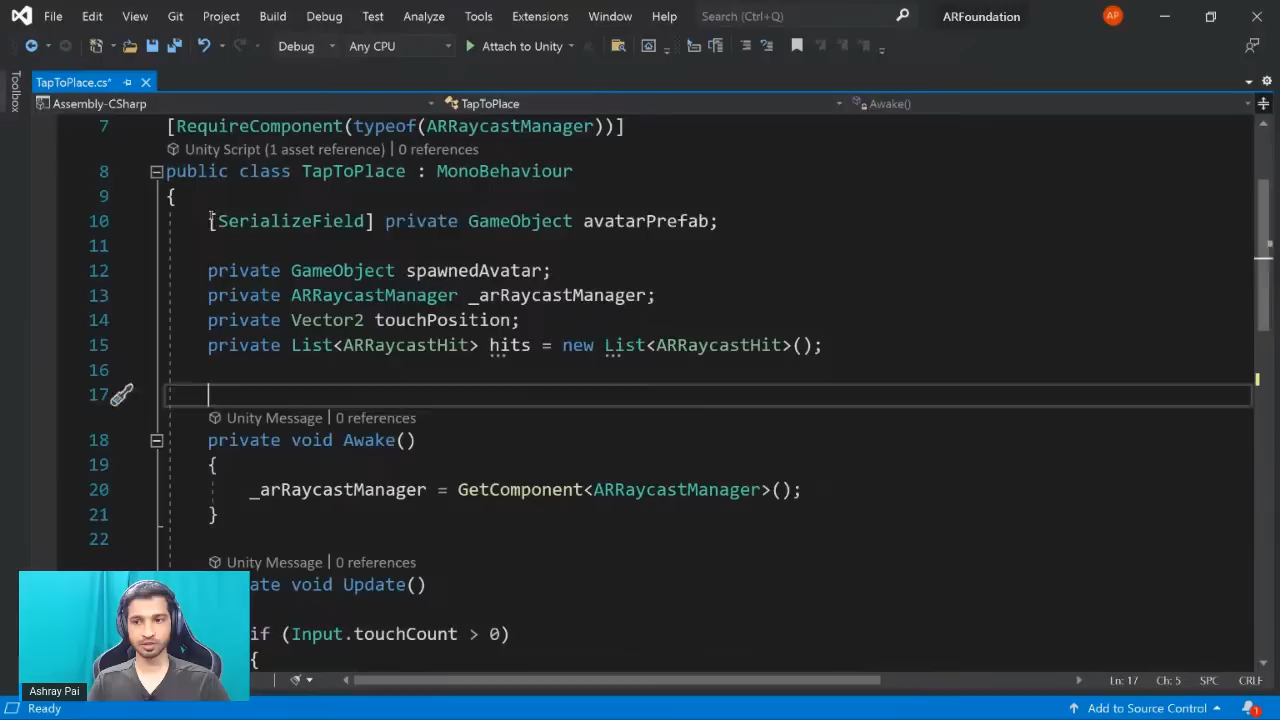 File Edit View Git Project Build Debug Test Analyze Tools Extensions Window Help Search (Ctrl+Q) ARFoundation AP
Debug Any CPU Attach to Unity
Toolbox
TapToPlace.cs*
Assembly-CSharp TapToPlace Awake()
7 [RequireComponent(typeof(ARRaycastManager))]
Unity Script (1 asset reference) | 0 references
8 public class TapToPlace : MonoBehaviour
9 {
10 [SerializeField] private GameObject avatarPrefab;
11
12 private GameObject spawnedAvatar;
13 private ARRaycastManager _arRaycastManager;
14 private Vector2 touchPosition;
15 private List<ARRaycastHit> hits = new List<ARRaycastHit>();
16
17
Unity Message | 0 references
18 private void Awake()
19 {
20 _arRaycastManager = GetComponent<ARRaycastManager>();
21 }
22
Unity Message | 0 references
ate void Update()
if (Input.touchCount > 0)
{
Ashray Pai
Ln: 17 Ch: 5 SPC CRLF
Ready Add to Source Control 1